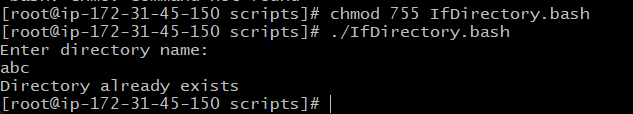 [root@ip-172-31-45-150 scripts]# chmod 755 IfDirectory.bash
[root@ip-172-31-45-150 scripts]# ./IfDirectory.bash
Enter directory name:
abc
Directory already exists
[root@ip-172-31-45-150 scripts]#